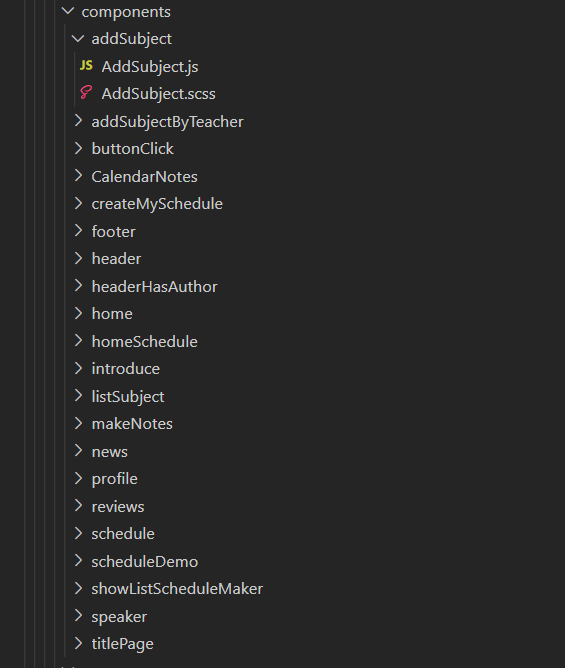 components
addSubject
JS AddSubject.js
AddSubject.scss
addSubjectByTeacher
buttonClick
CalendarNotes
createMySchedule
footer
header
headerHasAuthor
home
homeSchedule
introduce
listSubject
makeNotes
news
profile
reviews
schedule
scheduleDemo
showListScheduleMaker
speaker
titlePage